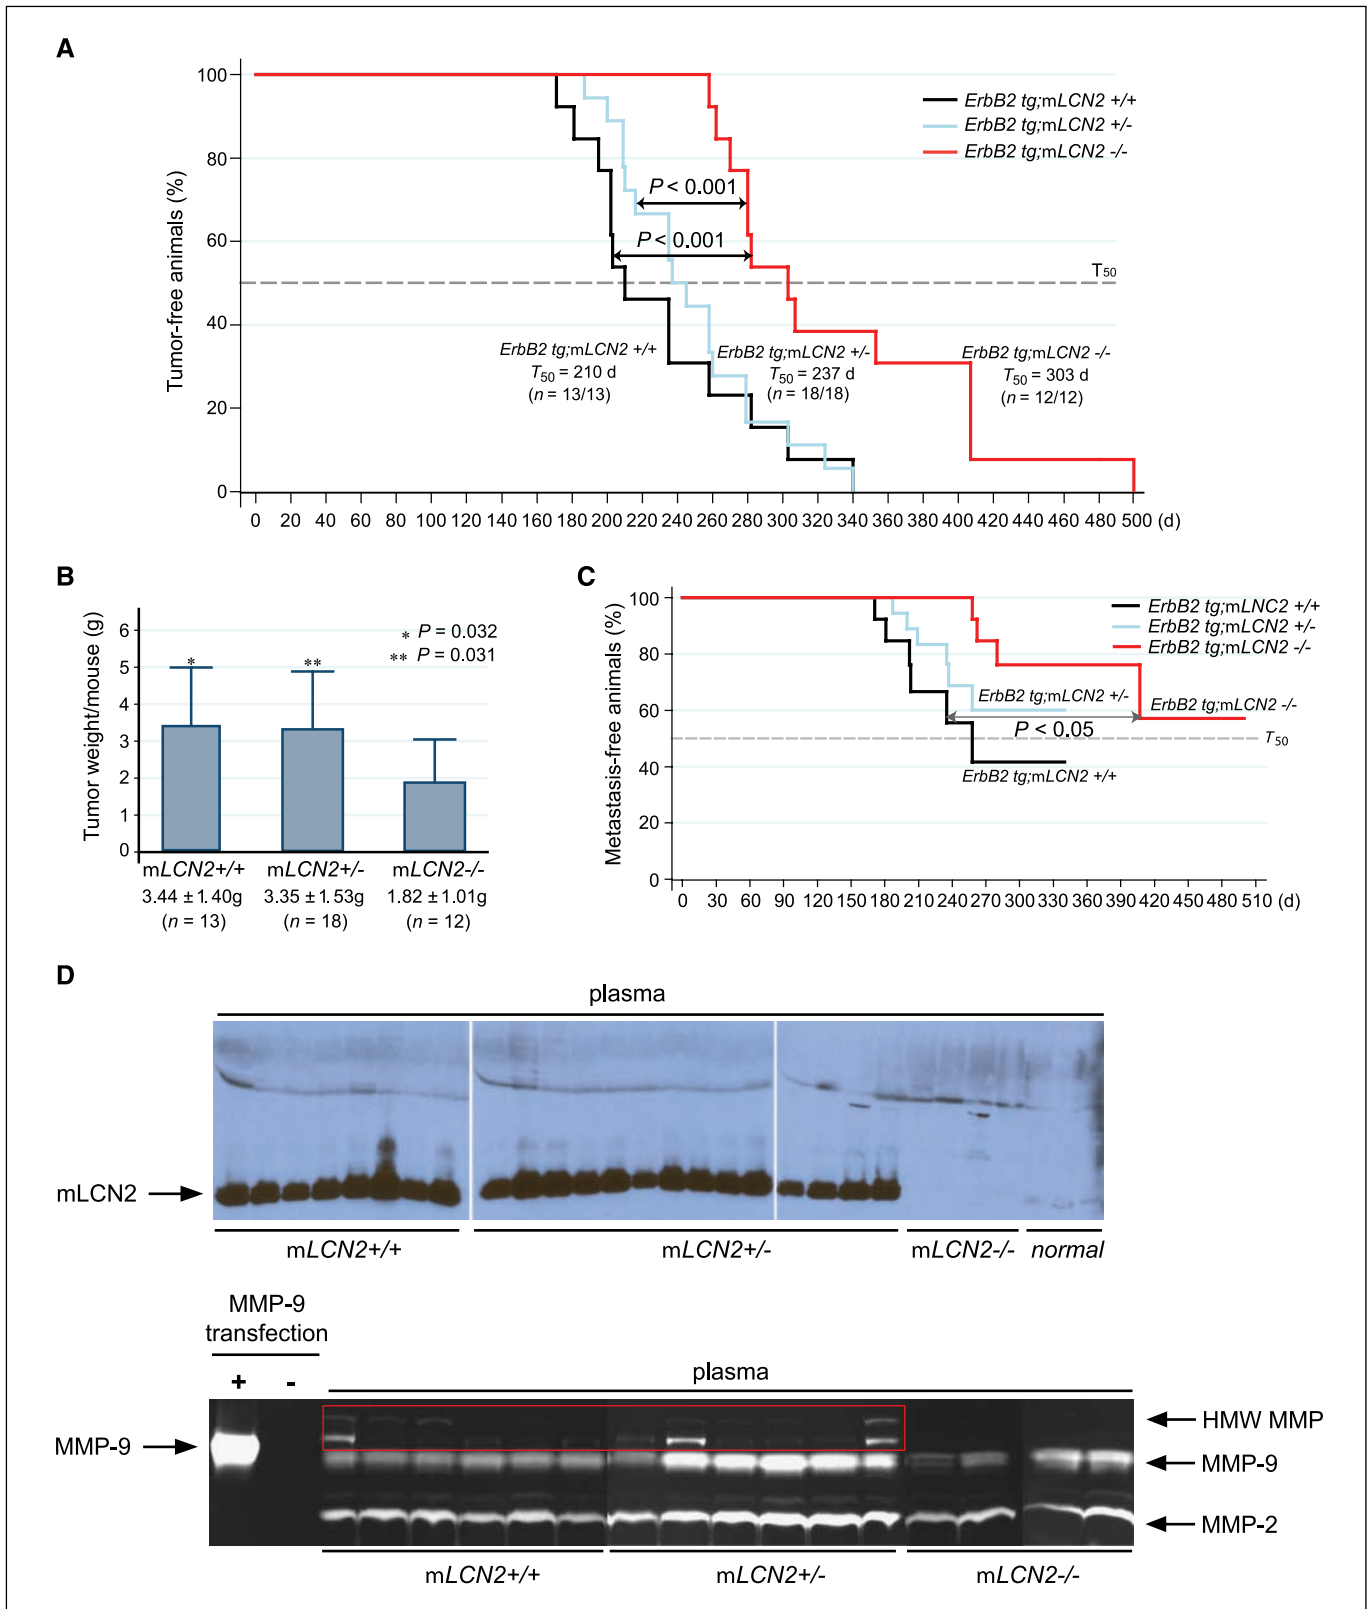 A
Tumor-free animals (%)
100
80
60
40
20
0
0 20 40 60 80 100 120 140 160 180 200 220 240 260 280 300 320 340 360 380 400 420 440 460 480 500 (d)
ErbB2 tg;mLCN2 +/+
ErbB2 tg;mLCN2 +/-
ErbB2 tg;mLCN2 -/-
P < 0.001
P < 0.001
T50
ErbB2 tg;mLCN2 +/+
T50 = 210 d
(n = 13/13)
ErbB2 tg;mLCN2 +/-
T50 = 237 d
(n = 18/18)
ErbB2 tg;mLCN2 -/-
T50 = 303 d
(n = 12/12)
B
Tumor weight/mouse (g)
6
5
4
3
2
1
0
* P = 0.032
** P = 0.031
*
**
mLCN2+/+
3.44 ±1.40g
(n = 13)
mLCN2+/-
3.35 ±1.53g
(n = 18)
mLCN2-/-
1.82 ±1.01g
(n = 12)
C
Metastasis-free animals (%)
100
80
60
40
20
0
0 30 60 90 120 150 180 210 240 270 300 330 360 390 420 450 480 510 (d)
ErbB2 tg;mLNC2 +/+
ErbB2 tg;mLCN2 +/-
ErbB2 tg;mLCN2 -/-
ErbB2 tg;mLCN2 +/-
ErbB2 tg;mLCN2 -/-
P < 0.05
T50
ErbB2 tg;mLCN2 +/+
D
plasma
mLCN2
mLCN2+/+
mLCN2+/-
mLCN2-/-
normal
MMP-9
transfection
+ -
plasma
MMP-9
HMW MMP
MMP-9
MMP-2
mLCN2+/+
mLCN2+/-
mLCN2-/-